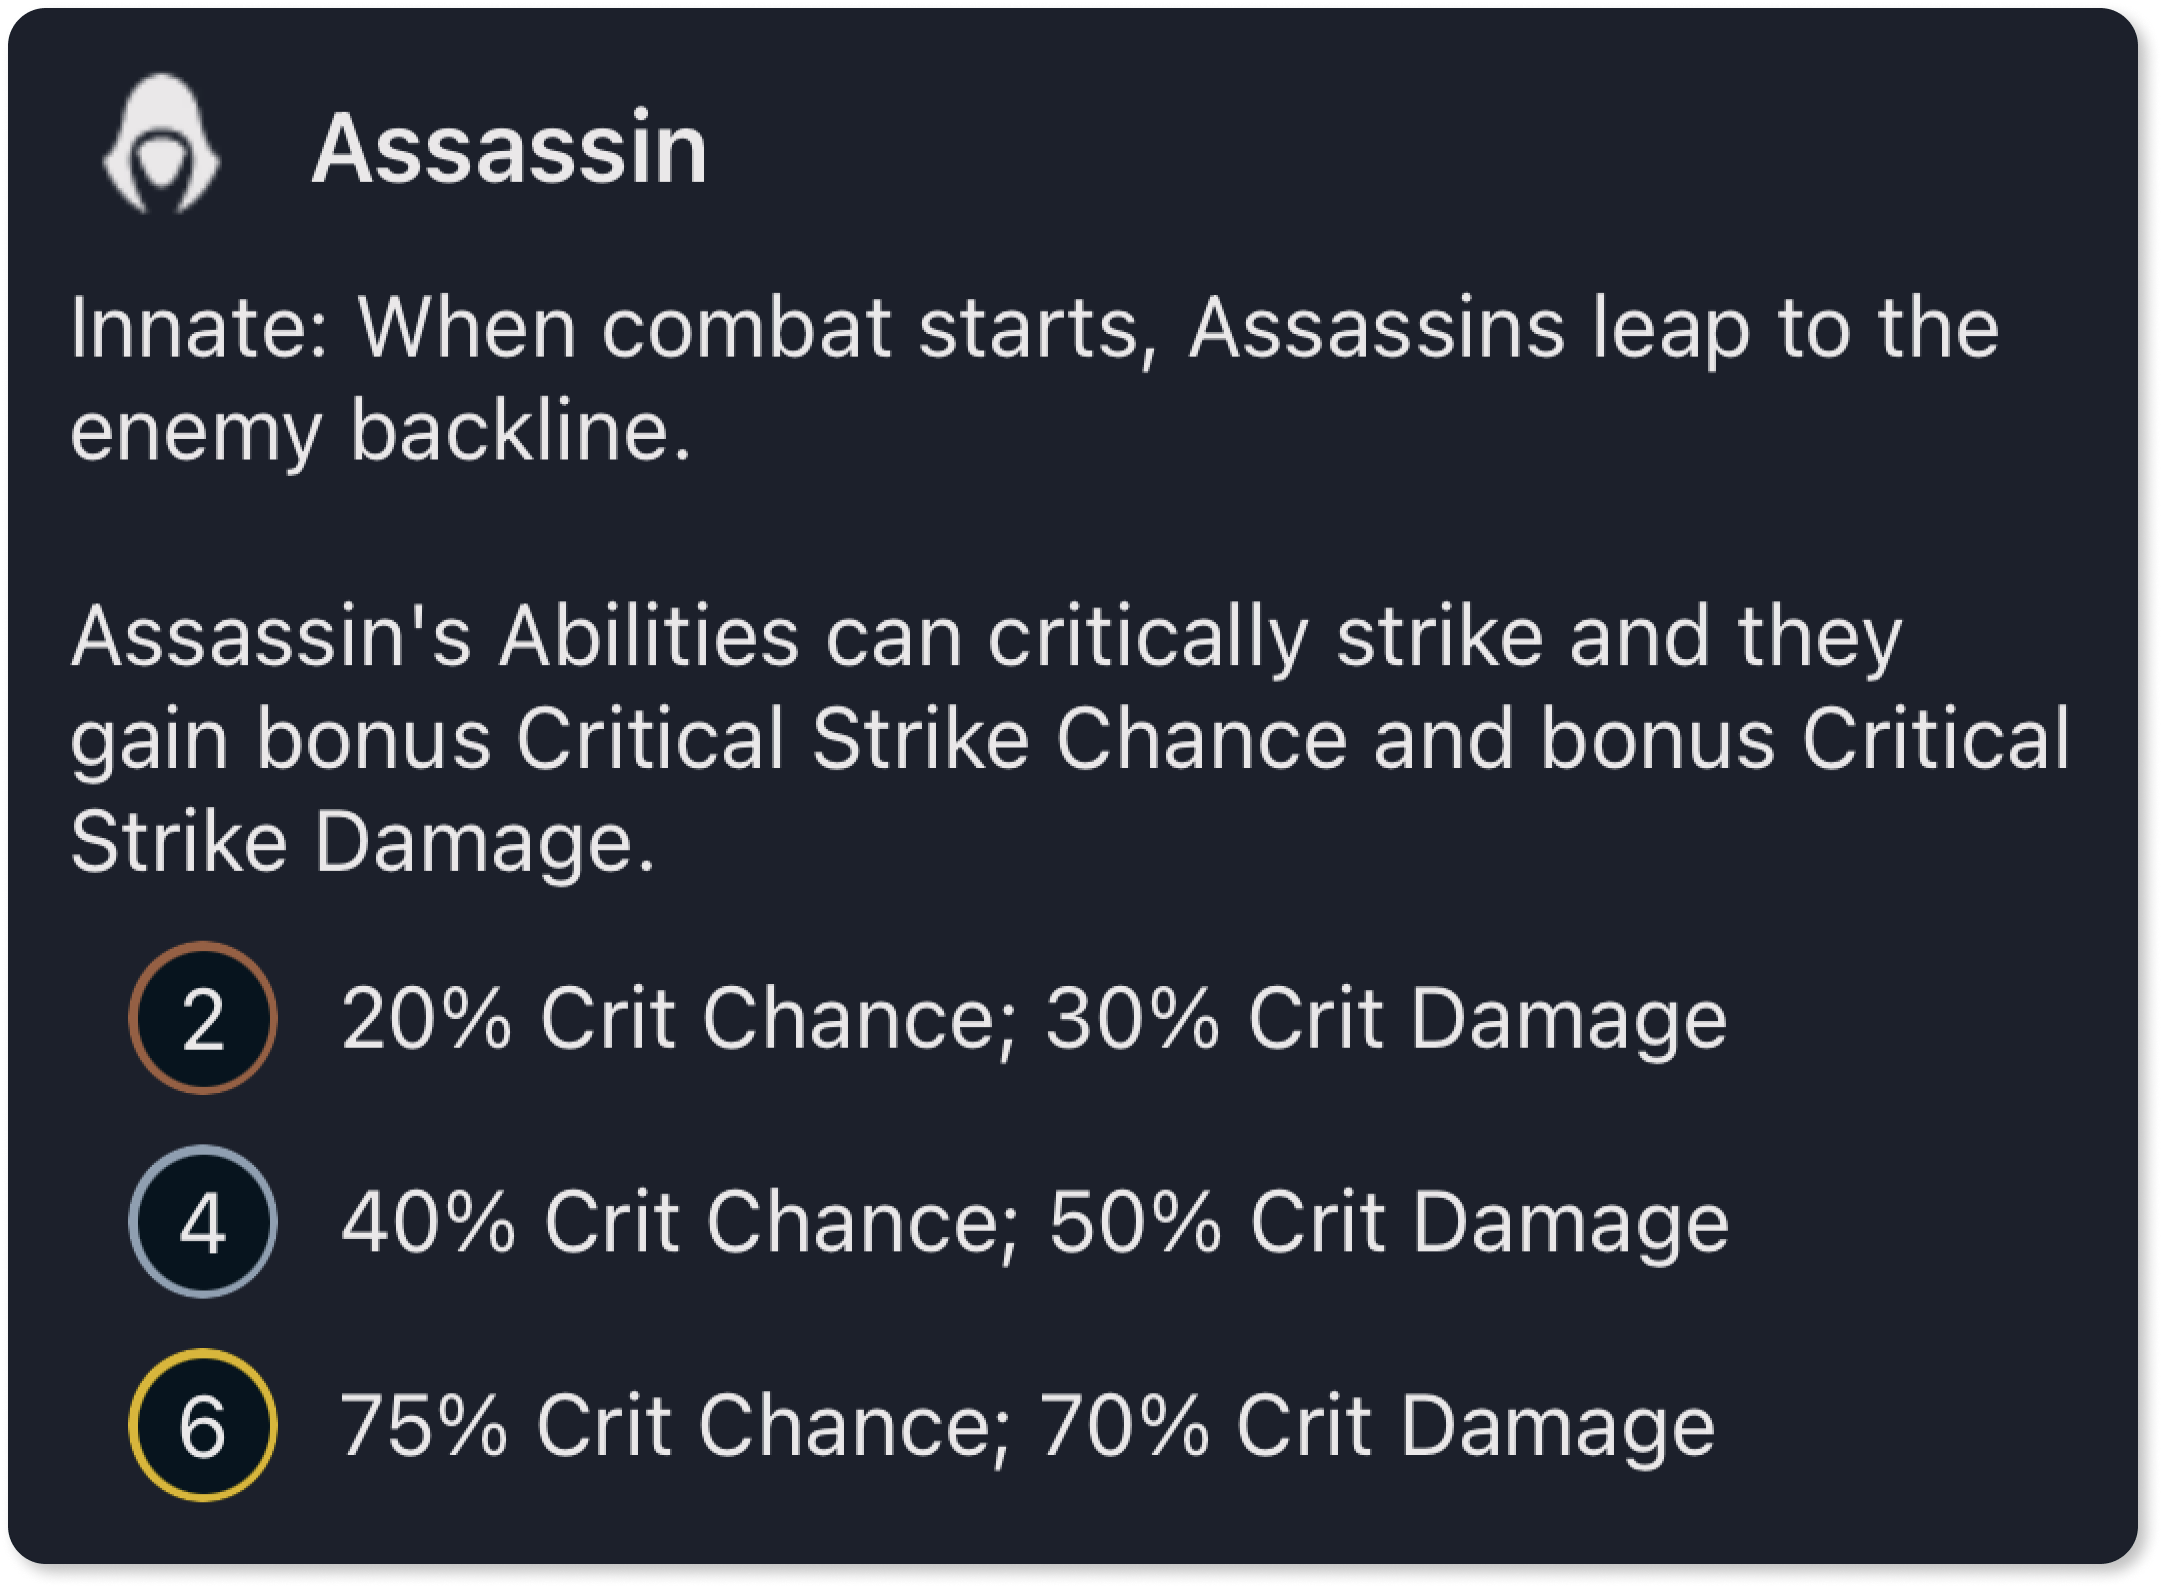 Assassin
Innate: When combat starts, Assassins leap to the
enemy backline.
Assassin's Abilities can critically strike and they
gain bonus Critical Strike Chance and bonus Critical
Strike Damage.
2 20% Crit Chance; 30% Crit Damage
4 40% Crit Chance; 50% Crit Damage
6 75% Crit Chance; 70% Crit Damage